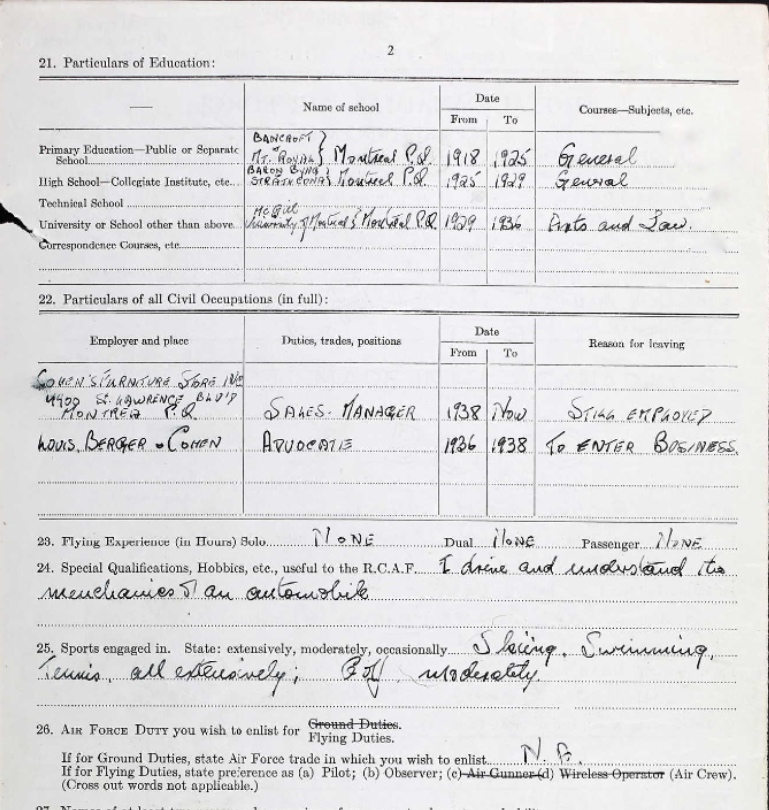 2
21. Particulars of Education:
Name of school Date Courses—Subjects, etc.
From To
BANCROFT }
Primary Education—Public or Separate School MT. ROYAL } Montreal P.Q. 1918 1925 General
BARON BYNG }
High School—Collegiate Institute, etc. STRATHCONA } Montreal P.Q. 1925 1929 General
Technical School
McGill
University or School other than above University of Montreal } Montreal P.Q. 1929 1936 Arts and Law.
Correspondence Courses, etc.
22. Particulars of all Civil Occupations (in full):
Employer and place Duties, trades, positions Date Reason for leaving
From To
COHEN'S FURNITURE STORE INC
St. LAWRENCE BLV'D
MONTREAL P.Q. SALES-MANAGER 1938 NOW STILL EMPLOYED
LOUIS, BERGER & COHEN ADVOCATE 1936 1938 TO ENTER BUSINESS.
23. Flying Experience (in Hours) Solo NONE Dual NONE Passenger NONE
24. Special Qualifications, Hobbies, etc., useful to the R.C.A.F. I drive and understand the
menchanics of an automobile
25. Sports engaged in. State: extensively, moderately, occasionally Skiing, Swimming,
Tennis, all extensively; Golf moderately
26. AIR FORCE DUTY you wish to enlist for Ground Duties.
Flying Duties.
If for Ground Duties, state Air Force trade in which you wish to enlist
If for Flying Duties, state preference as (a) Pilot; (b) Observer; (c) Air Gunner (d) Wireless Operator (Air Crew).
(Cross out words not applicable.)